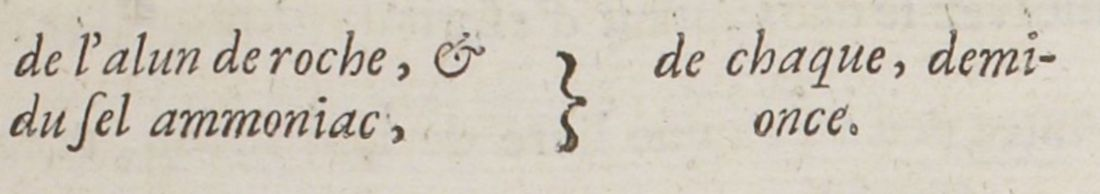 de l'alun de roche, & } de chaque, demi-
du ſel ammoniac, } once.